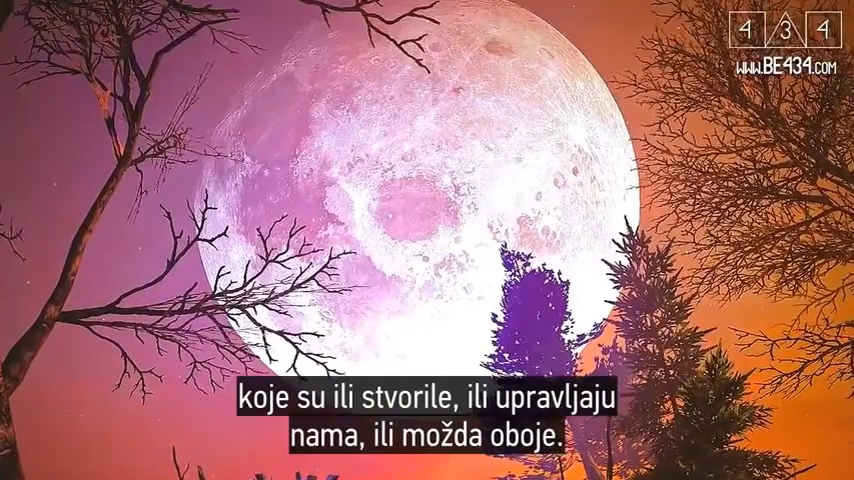 4 3 4
www.BE434.com
koje su ili stvorile, ili upravljaju
nama, ili možda oboje.